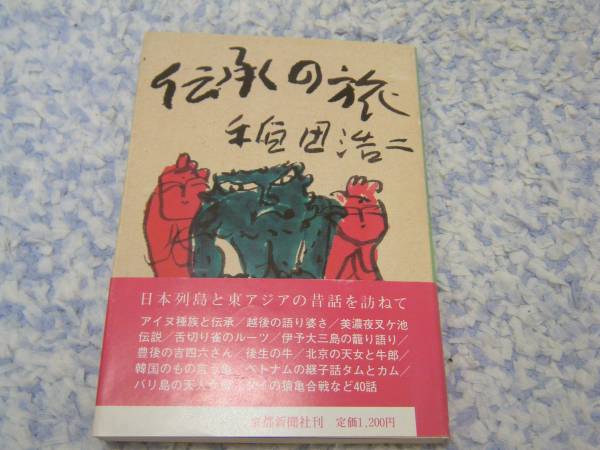 伝承の旅
稲田浩二
日本列島と東アジアの昔話を訪ねて
アイヌ種族と伝承/越後の語り婆さ/美濃夜叉ケ池
伝説/舌切り雀のルーツ/伊予大三島の籠り語り/
豊後の吉四六さん/後生の牛/北京の天女と牛郎/
韓国のもの言う亀/ベトナムの継子話タムとカム/
バリ島の天人女房/タイの猿亀合戦など40話
京都新聞社刊 定価1,200円